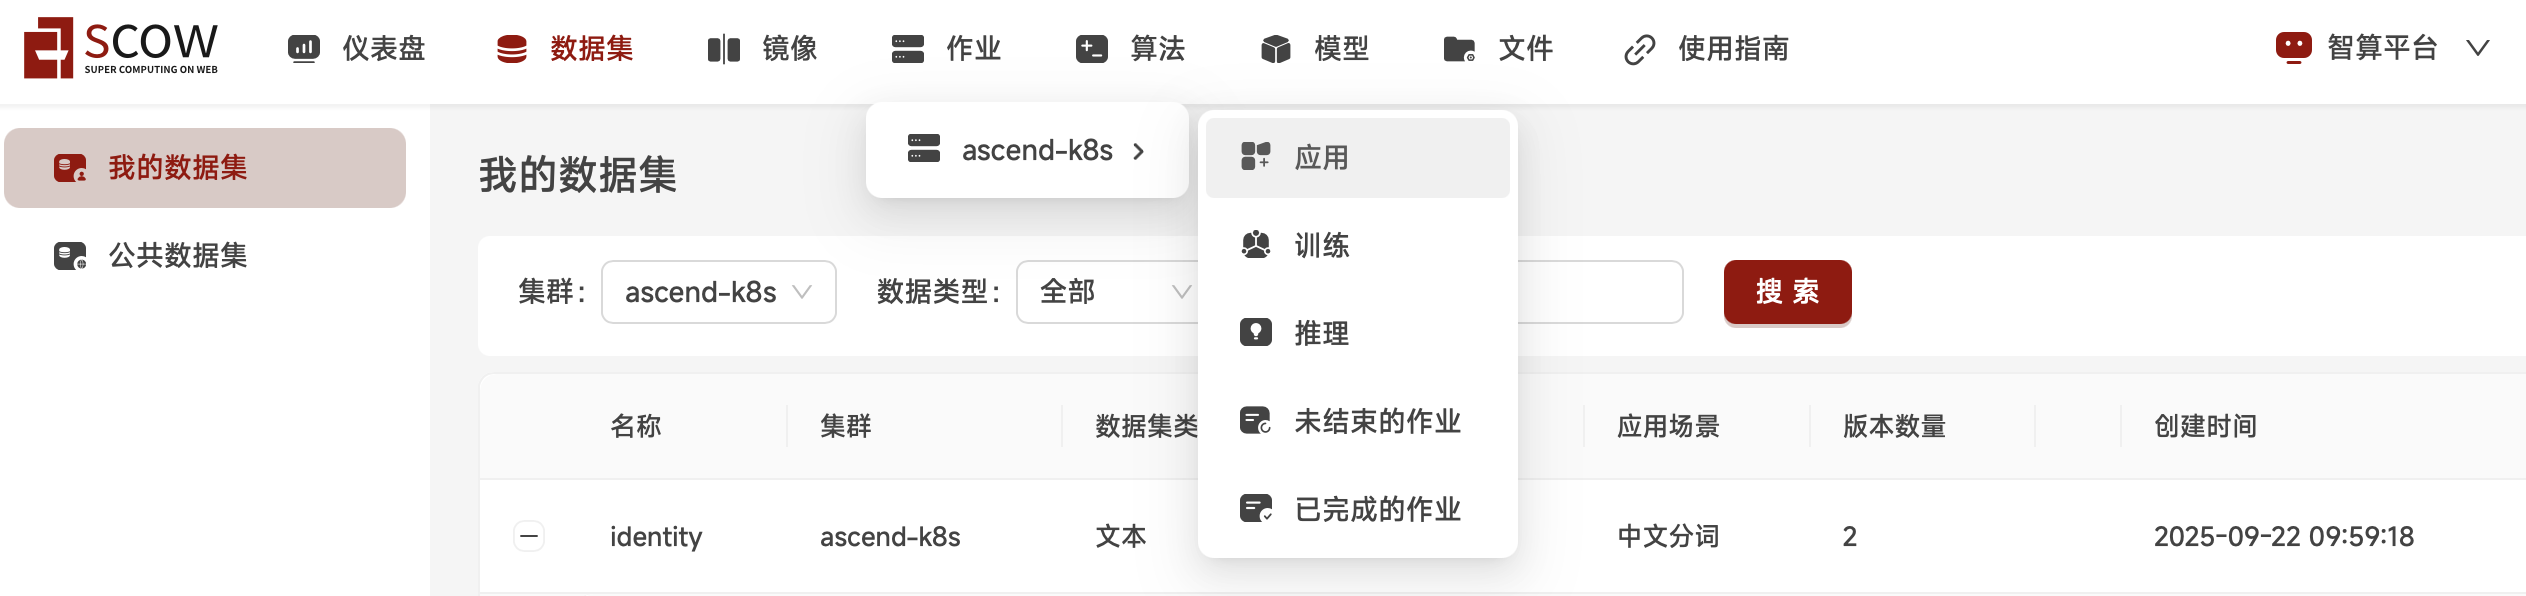 SCOW
SUPER COMPUTING ON WEB
仪表盘
数据集
镜像
作业
算法
模型
文件
使用指南
智算平台
我的数据集
公共数据集
我的数据集
ascend-k8s
应用
训练
推理
未结束的作业
已完成的作业
集群:
ascend-k8s
数据类型:
全部
搜 索
名称
集群
数据集类
应用场景
版本数量
创建时间
identity
ascend-k8s
文本
中文分词
2
2025-09-22 09:59:18